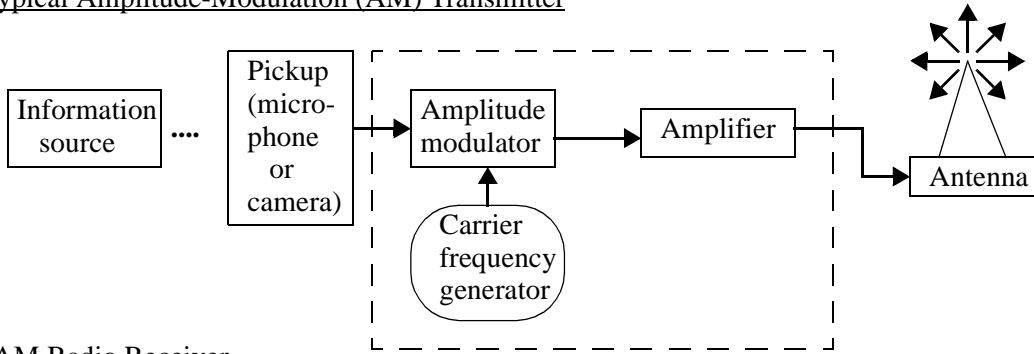 ypical Amplitude-Modulation (AM) Transmitter
Information
source
....
Pickup
(micro-
phone
or
camera)
Amplitude
modulator
Amplifier
Antenna
Carrier
frequency
generator
AM Radio Receiver